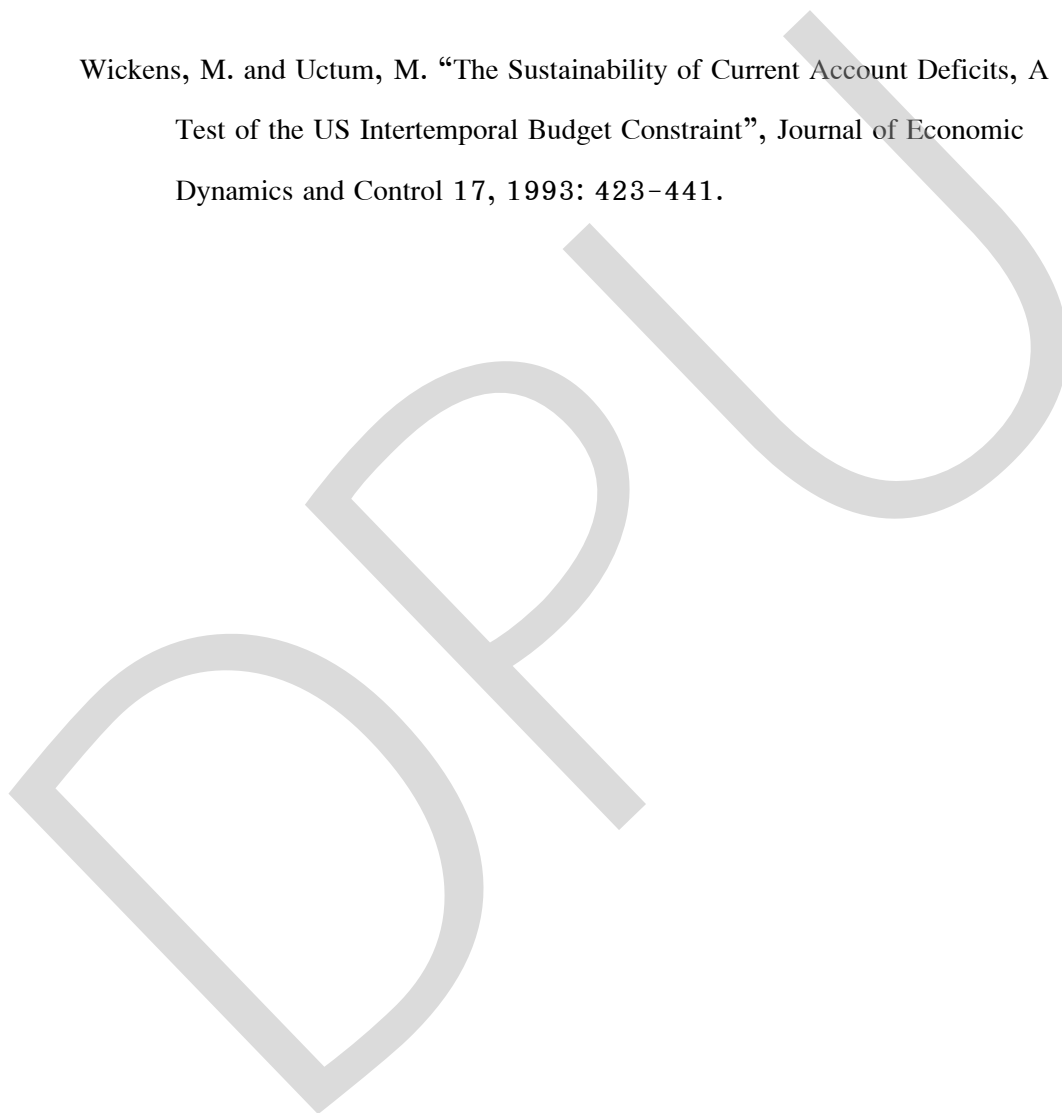 Wickens, M. and Uctum, M. “The Sustainability of Current Account Deficits, A
Test of the US Intertemporal Budget Constraint”, Journal of Economic
Dynamics and Control 17, 1993: 423-441.
DPU